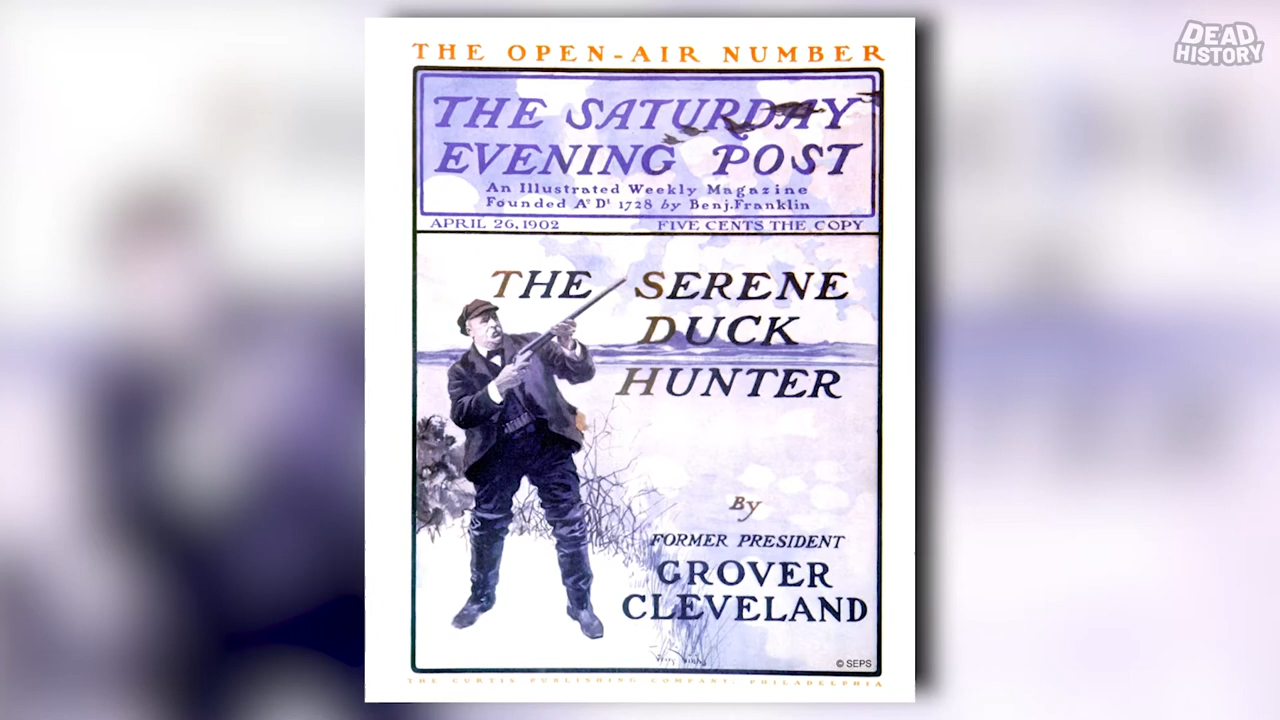 DEAD
HISTORY
THE OPEN-AIR NUMBER
THE SATURDAY
EVENING POST
An Illustrated Weekly Magazine
Founded Aº Dⁱ 1728 by Benj. Franklin
APRIL 26, 1902 FIVE CENTS THE COPY
THE SERENE
DUCK
HUNTER
By
FORMER PRESIDENT
GROVER
CLEVELAND
© SEPS
THE CURTIS PUBLISHING COMPANY, PHILADELPHIA